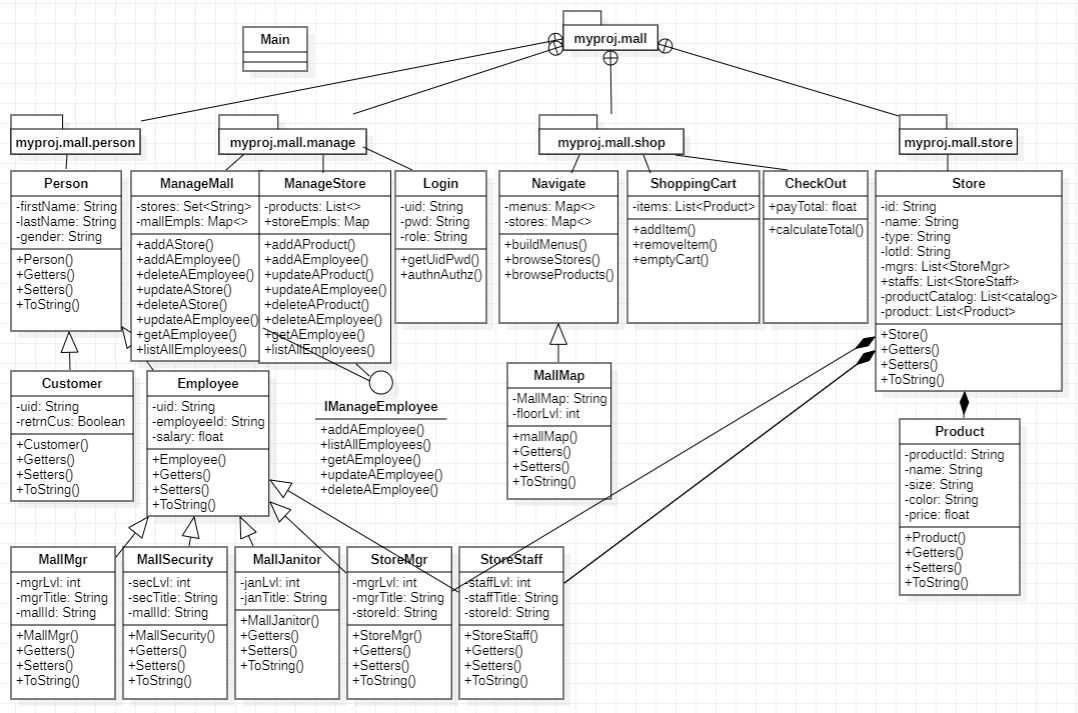 Main
myproj.mall
myproj.mall.person
myproj.mall.manage
myproj.mall.shop
myproj.mall.store
Person
-firstName: String
-lastName: String
-gender: String
+Person()
+Getters()
+Setters()
+ToString()
ManageMall
-stores: Set<String>
-mallEmpls: Map<>
+addAStore()
+addAEmployee()
+deleteAEmployee()
+updateAStore()
+deleteAStore()
+updateAEmployee()
+getAEmployee()
+listAllEmployees()
ManageStore
-products: List<>
+storeEmpls: Map
+addAProduct()
+addAEmployee()
+updateAProduct()
+updateAEmployee()
+deleteAProduct()
+deleteAEmployee()
+getAEmployee()
+listAllEmployees()
Login
-uid: String
-pwd: String
-role: String
+getUidPwd()
+authnAuthz()
Navigate
-menus: Map<>
-stores: Map<>
+buildMenus()
+browseStores()
+browseProducts()
ShoppingCart
-items: List<Product>
+addItem()
+removeItem()
+emptyCart()
CheckOut
+payTotal: float
+calculateTotal()
Store
-id: String
-name: String
-type: String
-lotId: String
-mgrs: List<StoreMgr>
+staffs: List<StoreStaff>
-productCatalog: List<catalog>
-product: List<Product>
+Store()
+Getters()
+Setters()
+ToString()
Customer
-uid: String
-retrnCus: Boolean
+Customer()
+Getters()
+Setters()
+ToString()
Employee
-uid: String
-employeeId: String
-salary: float
+Employee()
+Getters()
+Setters()
+ToString()
IManageEmployee
+addAEmployee()
+listAllEmployees()
+getAEmployee()
+updateAEmployee()
+deleteAEmployee()
MallMap
-MallMap: String
-floorLvl: int
+mallMap()
+Getters()
+Setters()
+ToString()
Product
-productId: String
-name: String
-size: String
-color: String
-price: float
+Product()
+Getters()
+Setters()
+ToString()
MallMgr
-mgrLvl: int
-mgrTitle: String
-mallId: String
+MallMgr()
+Getters()
+Setters()
+ToString()
MallSecurity
-secLvl: int
-secTitle: String
-mallId: String
+MallSecurity()
+Getters()
+Setters()
+ToString()
MallJanitor
-janLvl: int
-janTitle: String
+MallJanitor()
+Getters()
+Setters()
+ToString()
StoreMgr
-mgrLvl: int
-mgrTitle: String
-storeId: String
+StoreMgr()
+Getters()
+Setters()
+ToString()
StoreStaff
-staffLvl: int
-staffTitle: String
-storeId: String
+StoreStaff()
+Getters()
+Setters()
+ToString()